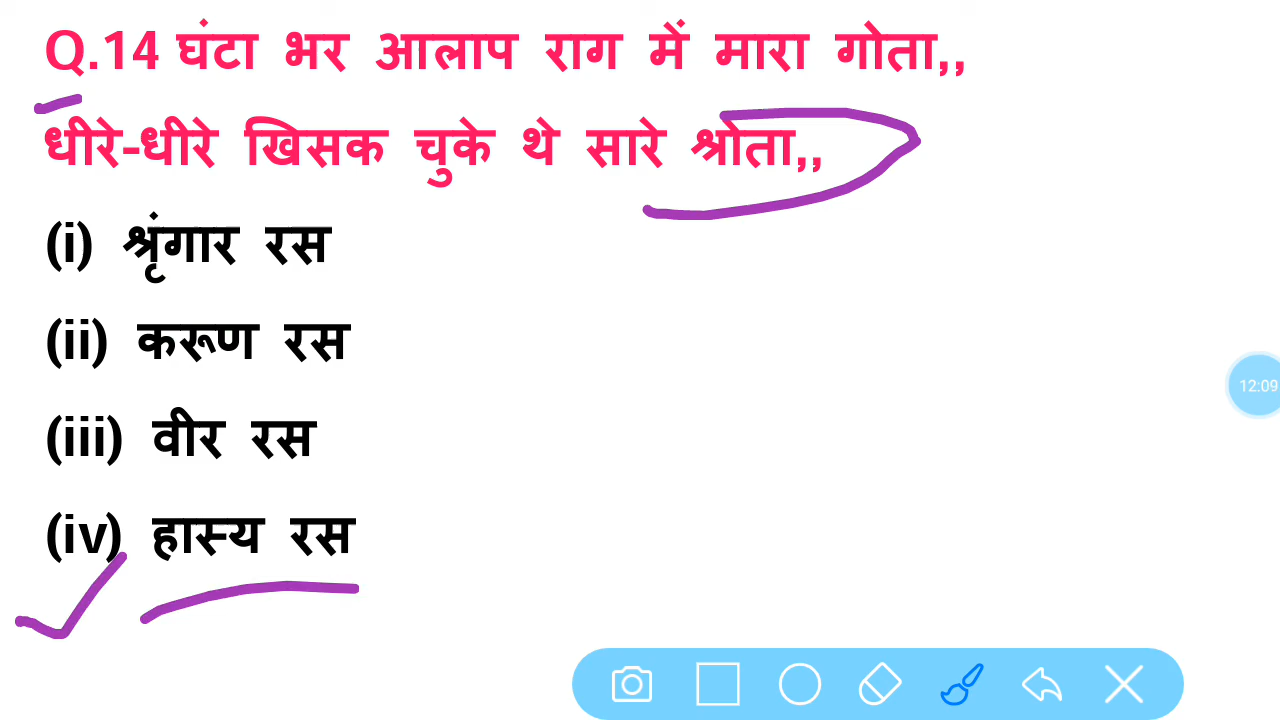 Q.14 घंटा भर आलाप राग में मारा गोता,,
धीरे-धीरे खिसक चुके थे सारे श्रोता,,
(i) श्रृंगार रस
(ii) करूण रस
(iii) वीर रस
(iv) हास्य रस
12:09